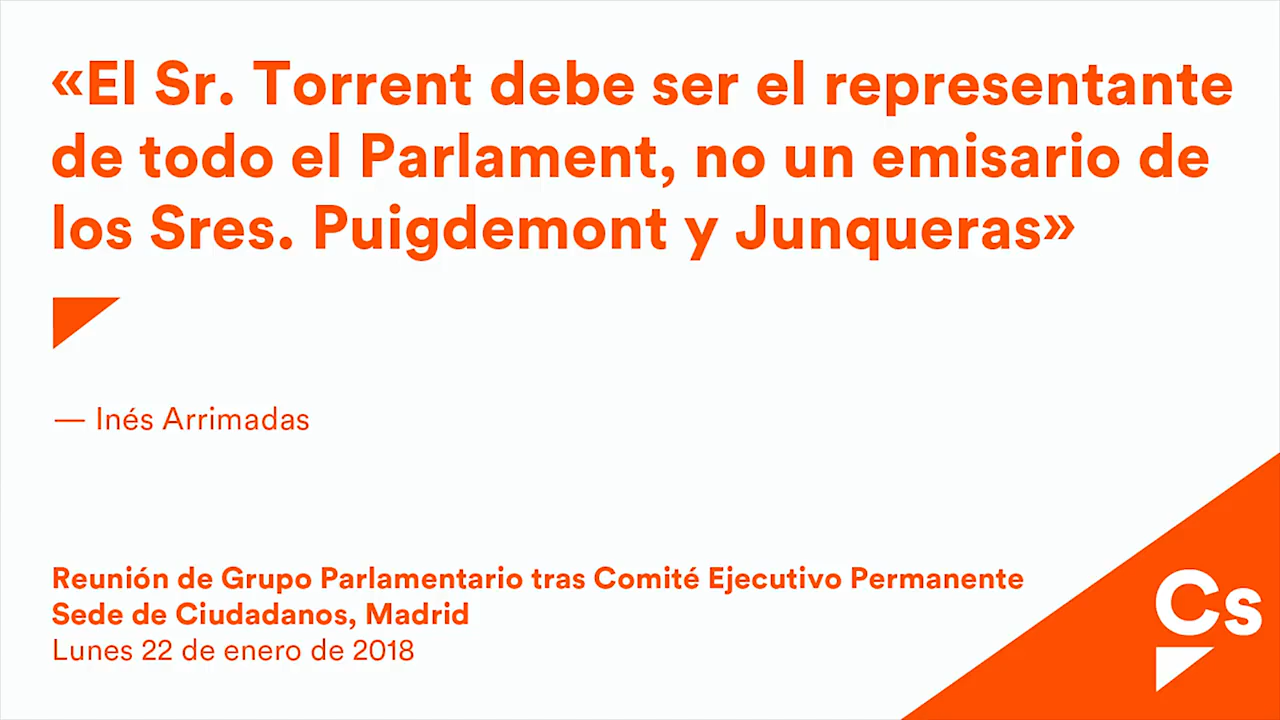 «El Sr. Torrent debe ser el representante
de todo el Parlament, no un emisario de
los Sres. Puigdemont y Junqueras»
— Inés Arrimadas
Reunión de Grupo Parlamentario tras Comité Ejecutivo Permanente
Sede de Ciudadanos, Madrid
Lunes 22 de enero de 2018
Cs